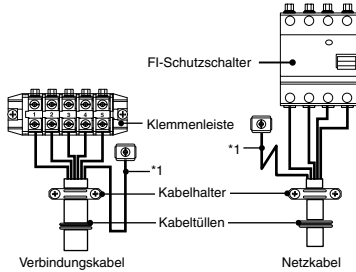 FI-Schutzschalter
1 2 3 4 5
Klemmenleiste
*1
*1
Kabelhalter
Kabeltüllen
Verbindungskabel
Netzkabel